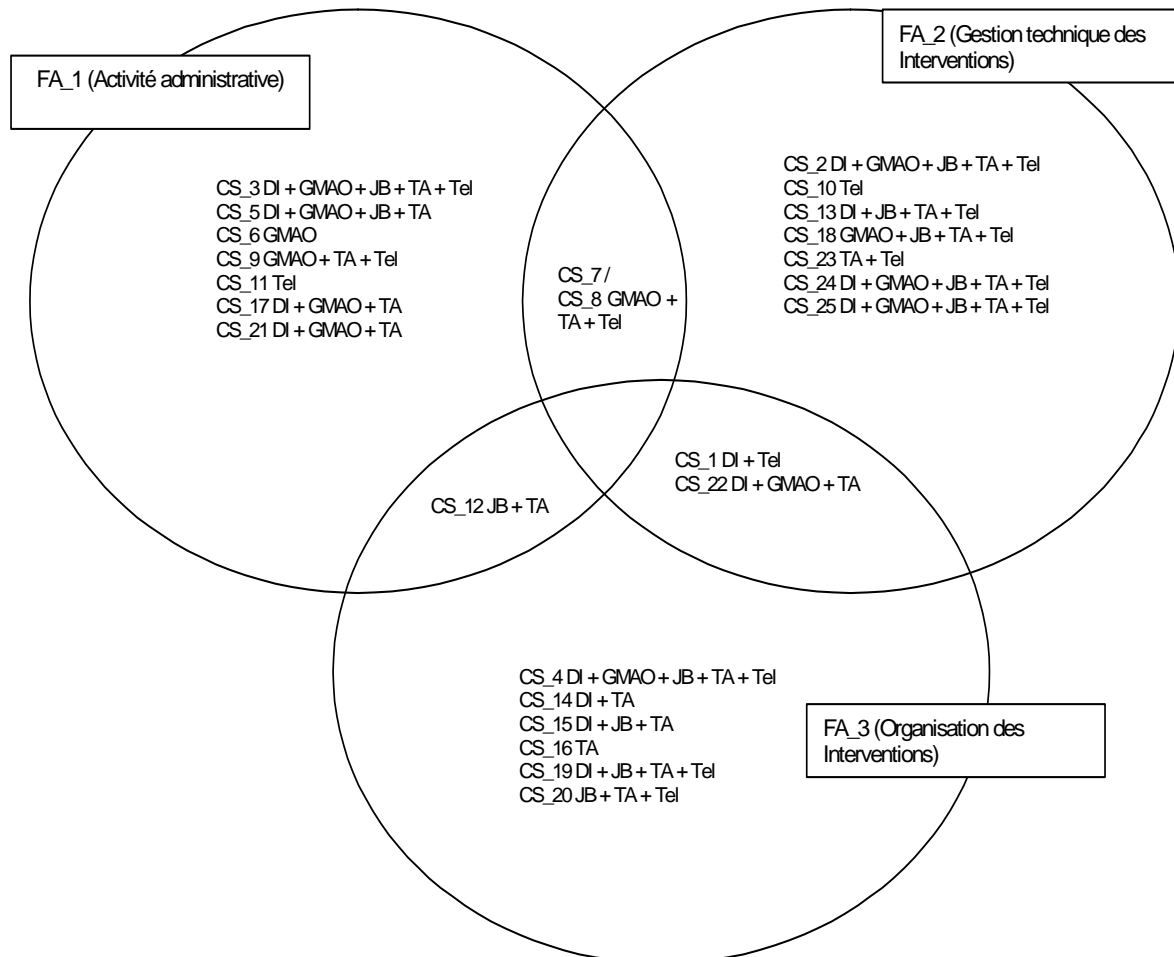 FA_1 (Activité administrative)
FA_2 (Gestion technique des
Interventions)
CS_3 DI + GMAO + JB + TA + Tel
CS_5 DI + GMAO + JB + TA
CS_6 GMAO
CS_9 GMAO + TA + Tel
CS_11 Tel
CS_17 DI + GMAO + TA
CS_21 DI + GMAO + TA
CS_7 /
CS_8 GMAO +
TA + Tel
CS_2 DI + GMAO + JB + TA + Tel
CS_10 Tel
CS_13 DI + JB + TA + Tel
CS_18 GMAO + JB + TA + Tel
CS_23 TA + Tel
CS_24 DI + GMAO + JB + TA + Tel
CS_25 DI + GMAO + JB + TA + Tel
CS_12 JB + TA
CS_1 DI + Tel
CS_22 DI + GMAO + TA
CS_4 DI + GMAO + JB + TA + Tel
CS_14 DI + TA
CS_15 DI + JB + TA
CS_16 TA
CS_19 DI + JB + TA + Tel
CS_20 JB + TA + Tel
FA_3 (Organisation des
Interventions)